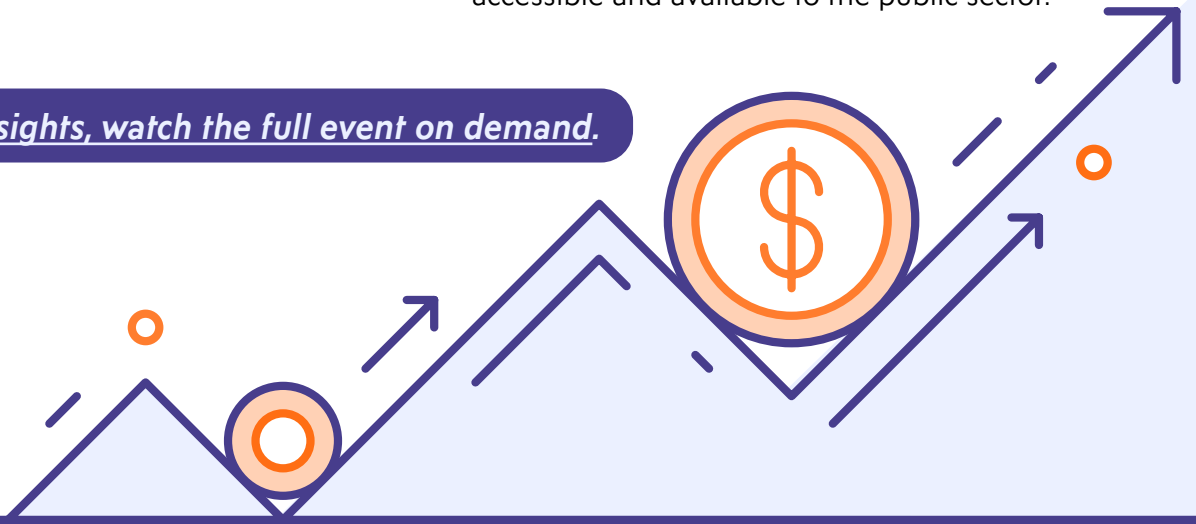 accessible and available to the public sector.
sights, watch the full event on demand.
$